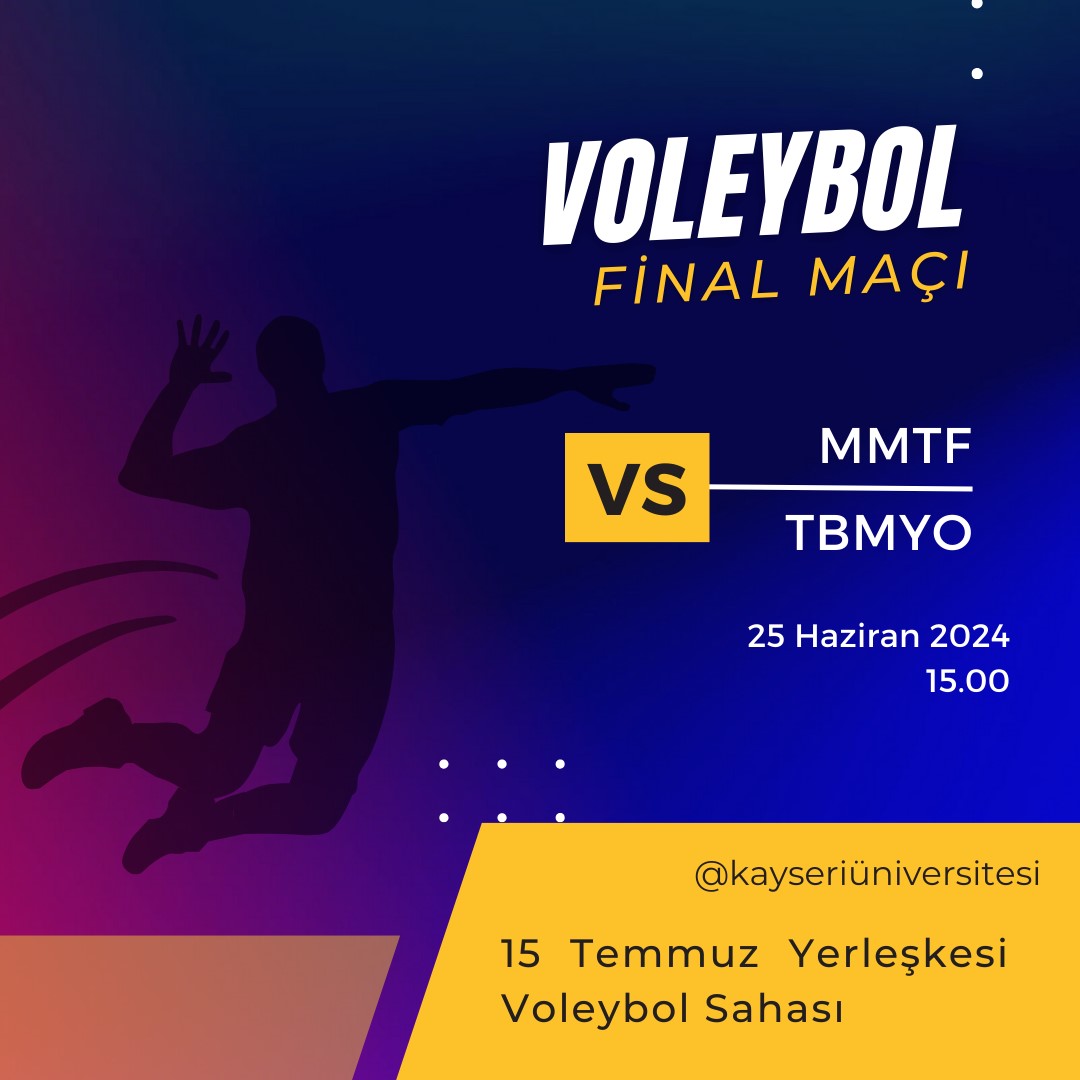 VOLEYBOL
FİNAL MAÇI
VS
MMTF
TBMYO
25 Haziran 2024
15.00
@kayseriüniversitesi
15 Temmuz Yerleşkesi
Voleybol Sahası